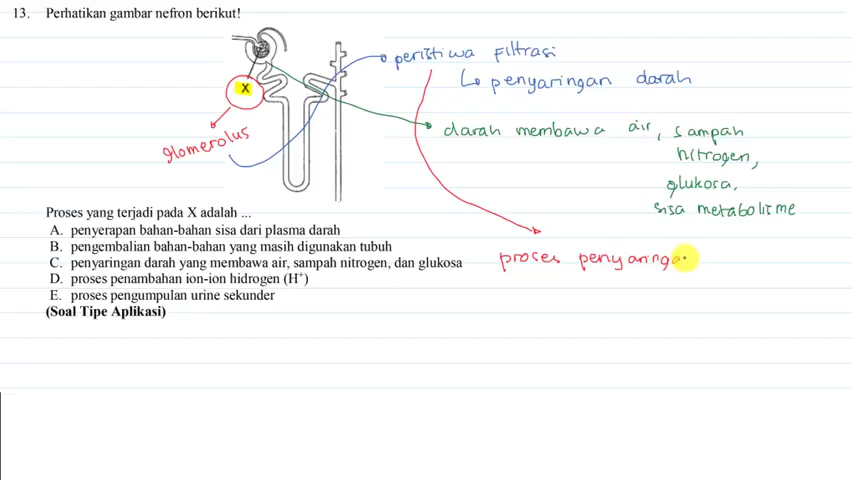 13. Perhatikan gambar nefron berikut!
X
glomerolus
peristiwa filtrasi
↳ penyaringan darah
darah membawa air, sampah
nitrogen,
glukosa,
sisa metabolisme
Proses yang terjadi pada X adalah ...
A. penyerapan bahan-bahan sisa dari plasma darah
B. pengembalian bahan-bahan yang masih digunakan tubuh
C. penyaringan darah yang membawa air, sampah nitrogen, dan glukosa
D. proses penambahan ion-ion hidrogen (H⁺)
E. proses pengumpulan urine sekunder
(Soal Tipe Aplikasi)
proses penyaringa